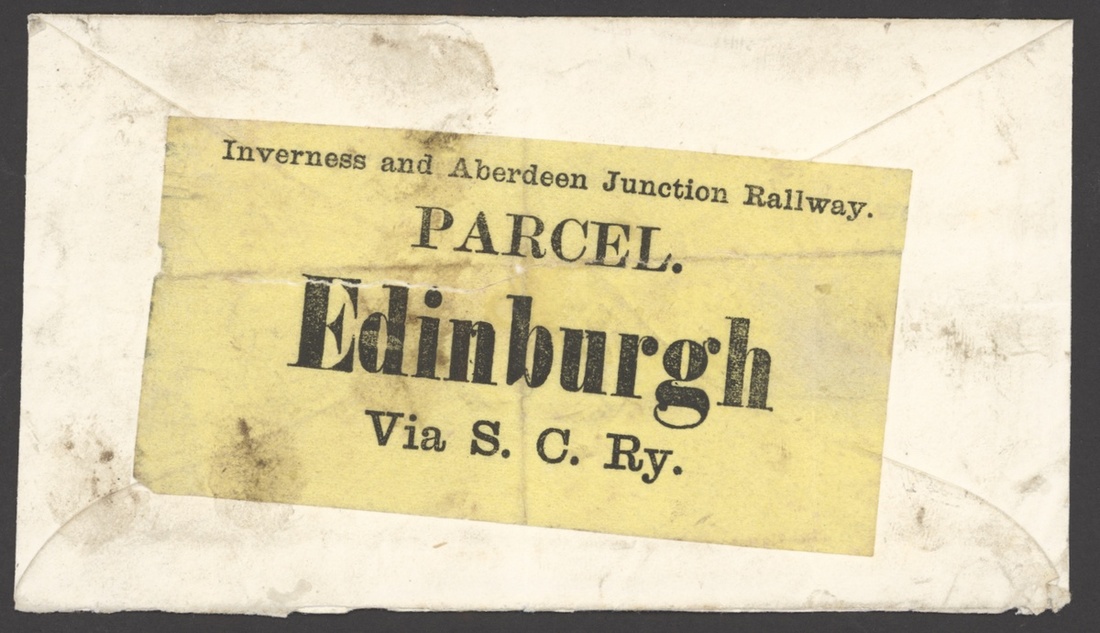 Inverness and Aberdeen Junction Railway.
PARCEL.
Edinburgh
Via S. C. Ry.